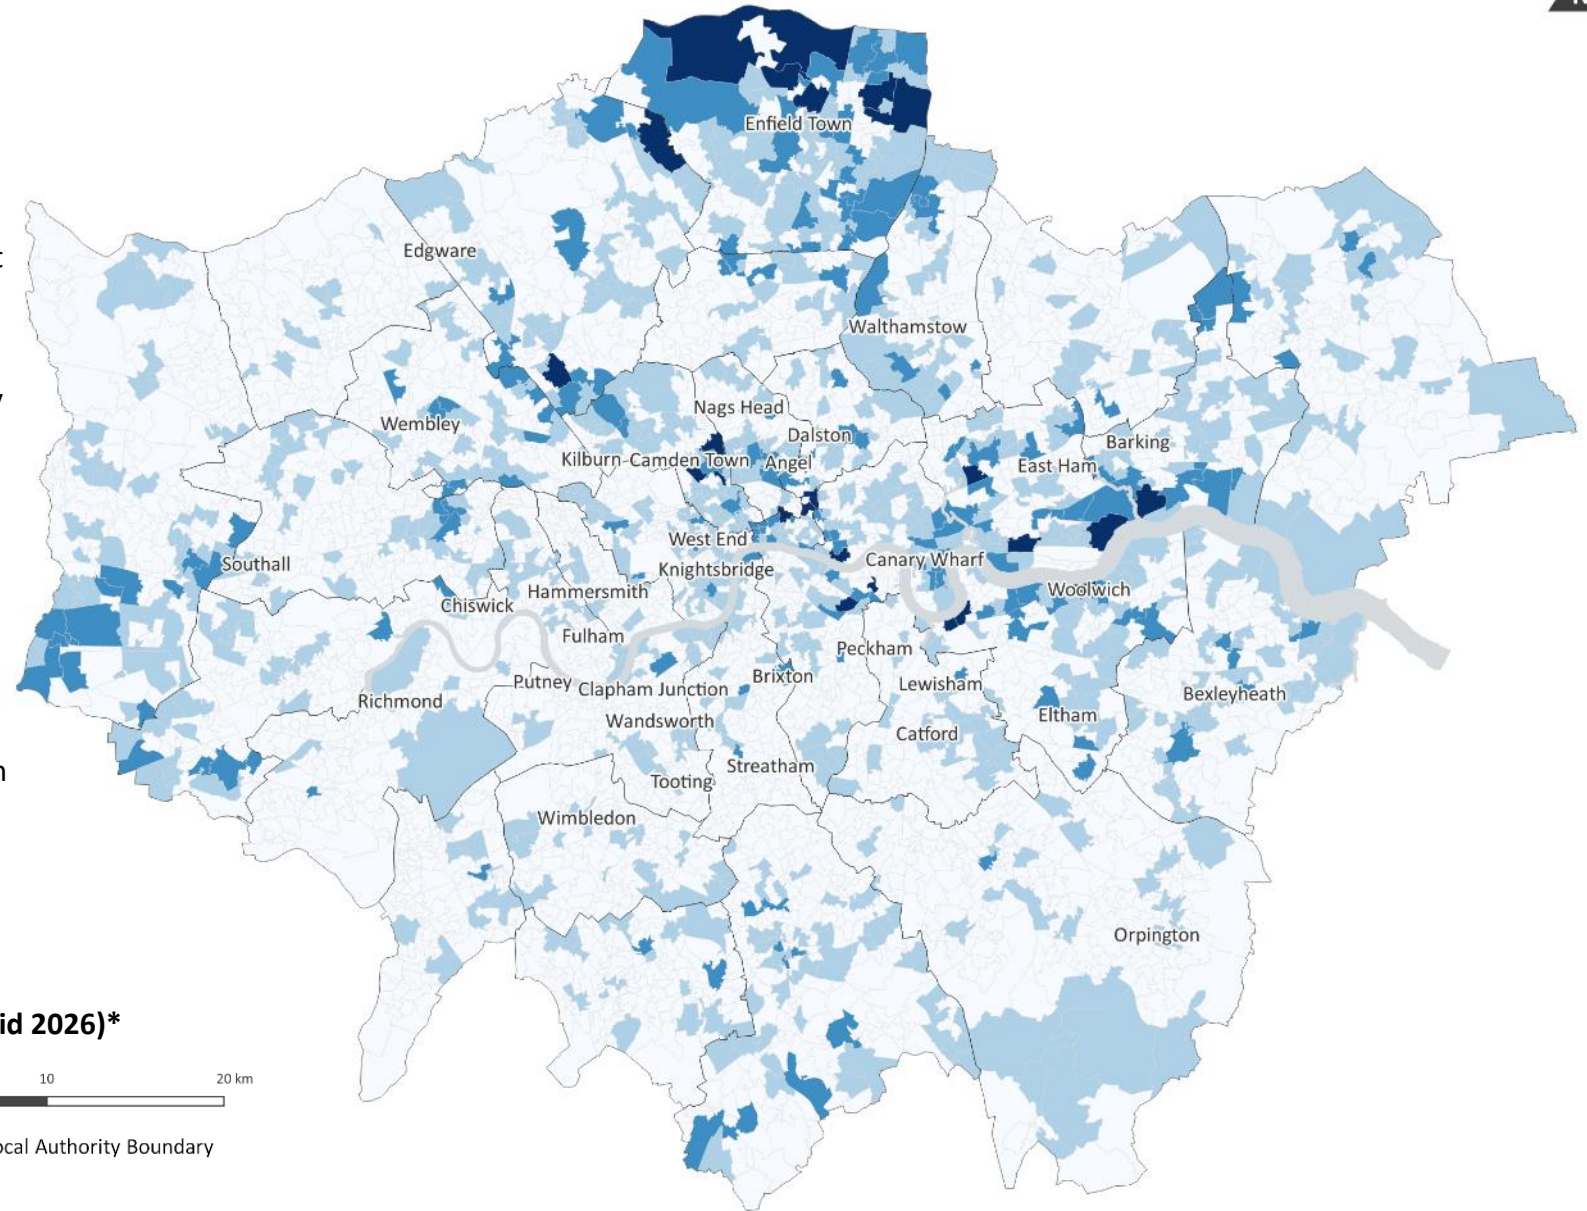 Enfield Town
Edgware
Walthamstow
Nags Head
Wembley
Dalston
Barking
Kilburn
Camden Town
Angel
East Ham
West End
Canary Wharf
Southall
Knightsbridge
Hammersmith
Woolwich
Chiswick
Fulham
Peckham
Brixton
Putney
Clapham Junction
Lewisham
Richmond
Bexleyheath
Wandsworth
Eltham
Catford
Streatham
Tooting
Wimbledon
Orpington
id 2026)*
10 20 km
ocal Authority Boundary